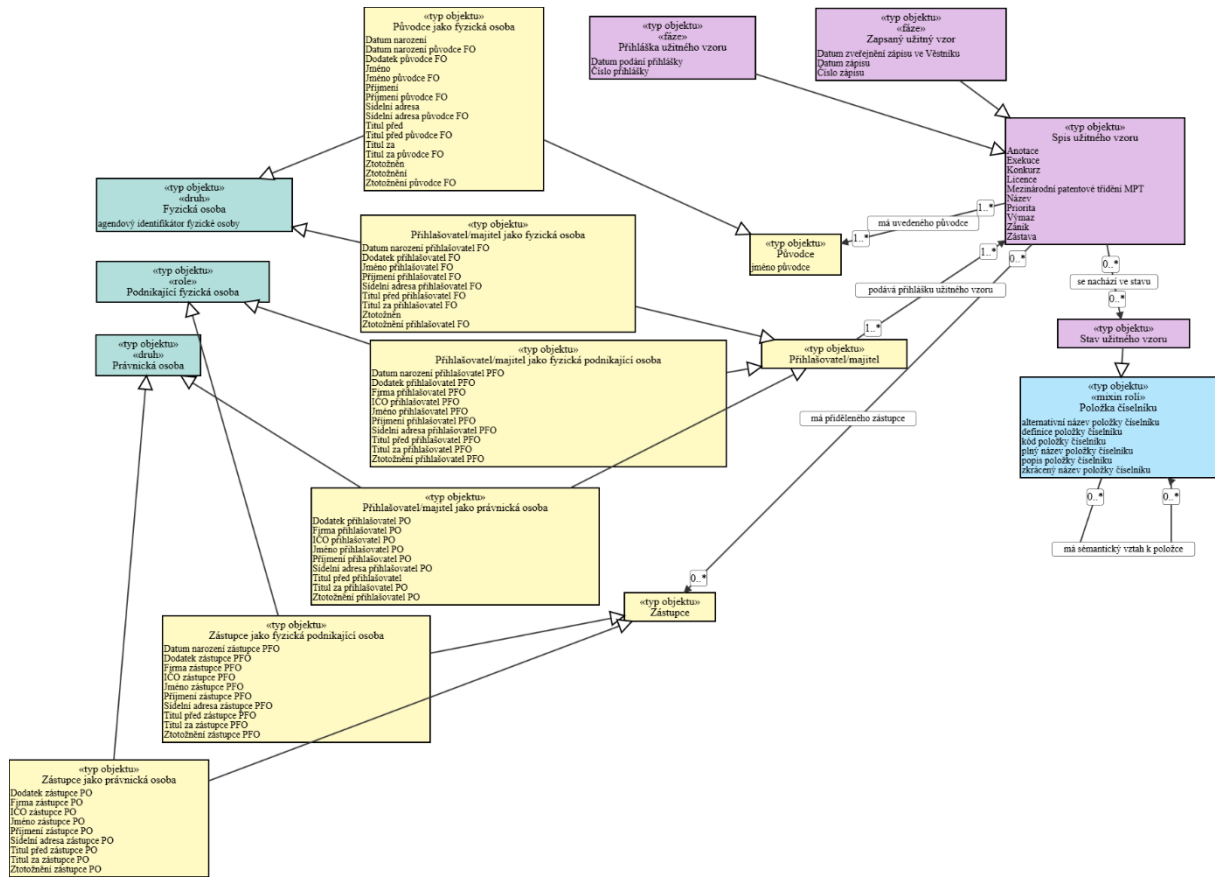 «typ objektu»
Původce jako fyzická osoba
Datum narození
Datum narození původce FO
Dodatek původce FO
Jméno
Jméno původce FO
Příjmení
Příjmení původce FO
Sídelní adresa
Sídelní adresa původce FO
Titul před
Titul před původce FO
Titul za
Titul za původce FO
Ztotožněn
Ztotožnění
Ztotožnění původce FO
«typ objektu»
«fáze»
Přihláška užitného vzoru
Datum podání přihlášky
Číslo přihlášky
«typ objektu»
«fáze»
Zapsaný užitný vzor
Datum zveřejnění zápisu ve Věstníku
Datum zápisu
Číslo zápisu
«typ objektu»
Spis užitného vzoru
Anotace
Exekuce
Konkurz
Licence
Mezinárodní patentové třídění MPT
Název
Priorita
Výmaz
Zánik
Zástava
«typ objektu»
«druh»
Fyzická osoba
agendový identifikátor fyzické osoby
1..*
má uvedeného původce
1..*
«typ objektu»
Původce
jméno původce
«typ objektu»
Přihlašovatel/majitel jako fyzická osoba
Datum narození přihlašovatel FO
Dodatek přihlašovatel FO
Jméno přihlašovatel FO
Příjmení přihlašovatel FO
Sídelní adresa přihlašovatel FO
Titul před přihlašovatel FO
Titul za přihlašovatel FO
Ztotožněn
Ztotožnění přihlašovatel FO
1..*
0..*
0..*
se nachází ve stavu
0..*
«typ objektu»
«role»
Podnikající fyzická osoba
podává přihlášku užitného vzoru
1..*
«typ objektu»
Stav užitného vzoru
«typ objektu»
«druh»
Právnická osoba
«typ objektu»
Přihlašovatel/majitel jako fyzická podnikající osoba
Datum narození přihlašovatel PFO
Dodatek přihlašovatel PFO
Firma přihlašovatel PFO
IČO přihlašovatel PFO
Jméno přihlašovatel PFO
Příjmení přihlašovatel PFO
Sídelní adresa přihlašovatel PFO
Titul před přihlašovatel PFO
Titul za přihlašovatel PFO
Ztotožnění přihlašovatel PFO
«typ objektu»
Přihlašovatel/majitel
«typ objektu»
«mixin rolí»
Položka číselníku
alternativní název položky číselníku
definice položky číselníku
kód položky číselníku
plný název položky číselníku
popis položky číselníku
zkrácený název položky číselníku
má přiděleného zástupce
0..*
0..*
má sémantický vztah k položce
«typ objektu»
Přihlašovatel/majitel jako právnická osoba
Dodatek přihlašovatel PO
Firma přihlašovatel PO
IČO přihlašovatel PO
Jméno přihlašovatel PO
Příjmení přihlašovatel PO
Sídelní adresa přihlašovatel PO
Titul před přihlašovatel
Titul za přihlašovatel PO
Ztotožnění přihlašovatel PO
0..*
«typ objektu»
Zástupce
«typ objektu»
Zástupce jako fyzická podnikající osoba
Datum narození zástupce PFO
Dodatek zástupce PFO
Firma zástupce PFO
IČO zástupce PFO
Jméno zástupce PFO
Příjmení zástupce PFO
Sídelní adresa zástupce PFO
Titul před zástupce PFO
Titul za zástupce PFO
Ztotožnění zástupce PFO
«typ objektu»
Zástupce jako právnická osoba
Dodatek zástupce PO
Firma zástupce PO
IČO zástupce PO
Jméno zástupce PO
Příjmení zástupce PO
Sídelní adresa zástupce PO
Titul před zástupce PO
Titul za zástupce PO
Ztotožnění zástupce PO